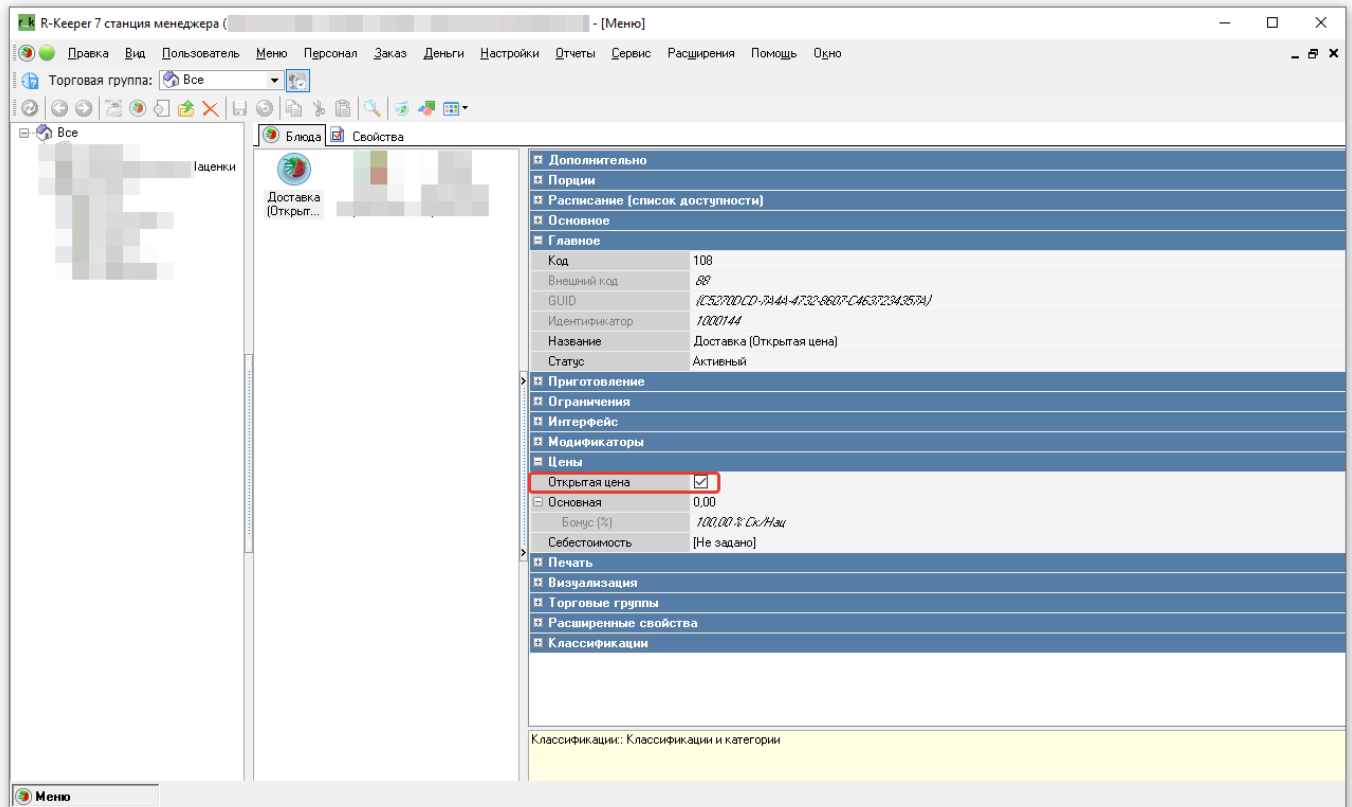 r_k R-Keeper 7 станция менеджера ( - [Меню]
Правка Вид Пользователь Меню Персонал Заказ Деньги Настройки Отчеты Сервис Расширения Помощь Окно
Торговая группа: Все
Все
Блюда Свойства
Доставка
(Открыт...
Дополнительно
Порции
Расписание (список доступности)
Основное
Главное
Код 108
Внешний код 88
GUID {C5270DCD-7A4A-4732-8607-C4637234357A}
Идентификатор 1000144
Название Доставка (Открытая цена)
Статус Активный
Приготовление
Ограничения
Интерфейс
Модификаторы
Цены
Открытая цена
Основная 0,00
Бонус (%) 100,00 % Ск/Нац
Себестоимость [Не задано]
Печать
Визуализация
Торговые группы
Расширенные свойства
Классификации
Классификации:: Классификации и категории
Меню